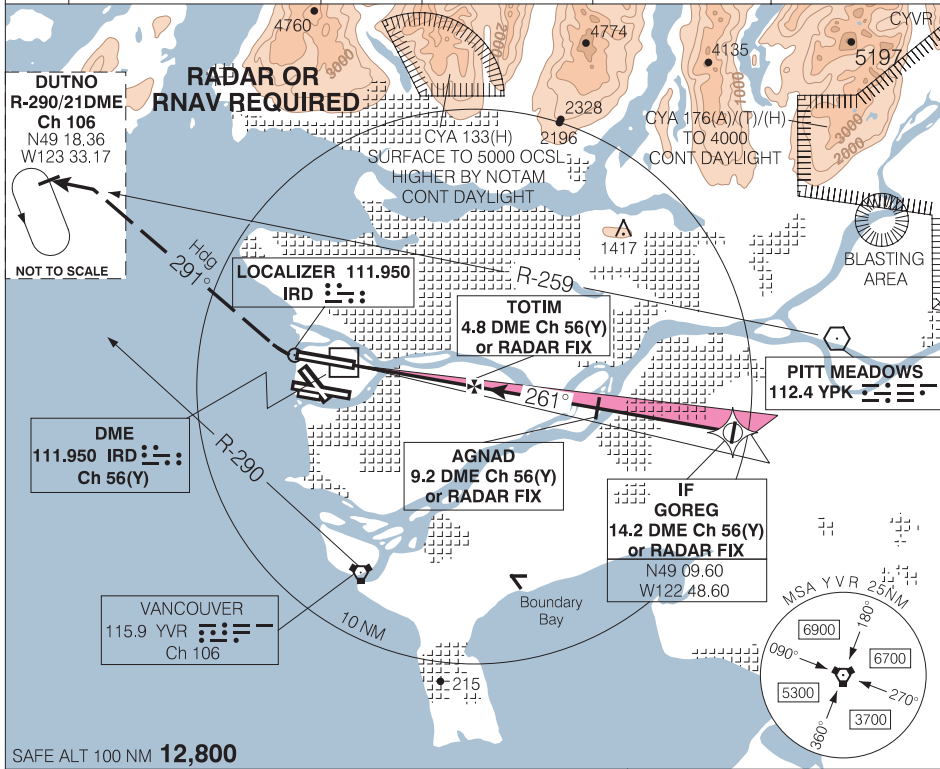 4760
3000
2000
4774
4135
1000
5197
CYVR
3000
2000
DUTNO
R-290/21DME
Ch 106
N49 18.36
W123 33.17
NOT TO SCALE
RADAR OR
RNAV REQUIRED
2328
2196
CYA 133(H)
SURFACE TO 5000 OCSL
HIGHER BY NOTAM
CONT DAYLIGHT
CYA 176(A)/(T)/(H)
TO 4000
CONT DAYLIGHT
1417
BLASTING
AREA
Hdg
291°
LOCALIZER 111.950
IRD
R-259
TOTIM
4.8 DME Ch 56(Y)
or RADAR FIX
PITT MEADOWS
112.4 YPK
261°
DME
111.950 IRD
Ch 56(Y)
R-290
AGNAD
9.2 DME Ch 56(Y)
or RADAR FIX
IF
GOREG
14.2 DME Ch 56(Y)
or RADAR FIX
N49 09.60
W122 48.60
VANCOUVER
115.9 YVR
Ch 106
10 NM
Boundary
Bay
215
MSA YVR 25NM
6900
180°
090°
6700
5300
270°
3700
360°
SAFE ALT 100 NM 12,800